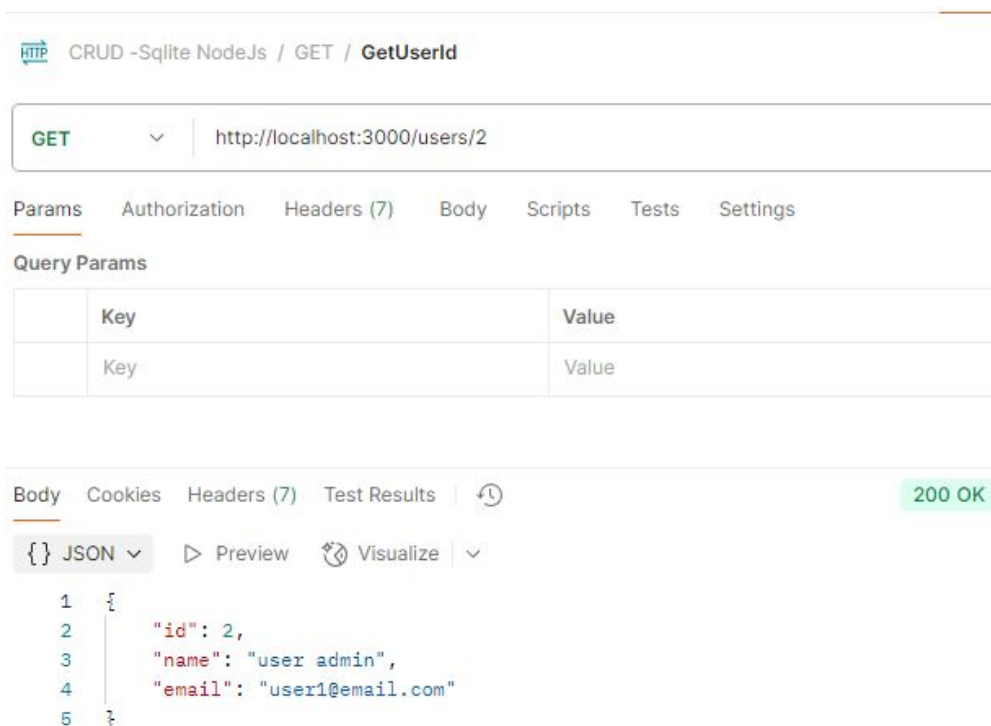 HTTP CRUD -Sqlite NodeJs / GET / GetUserId
GET http://localhost:3000/users/2
Params Authorization Headers (7) Body Scripts Tests Settings
Query Params
Key Value
Key Value
Body Cookies Headers (7) Test Results 200 OK
{} JSON Preview Visualize
1 {
2 "id": 2,
3 "name": "user admin",
4 "email": "user1@email.com"
5 }